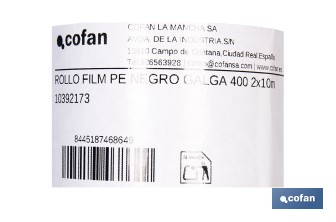 COFAN LA MANCHA SA
cofan
AVDA. DE LA INDUSTRIA,S/N
Campo de Criptana,Ciudad Real España
ROLLO FILM PE NEGRO GALGA 400 2x10m
10392173
8445187468649
cofan